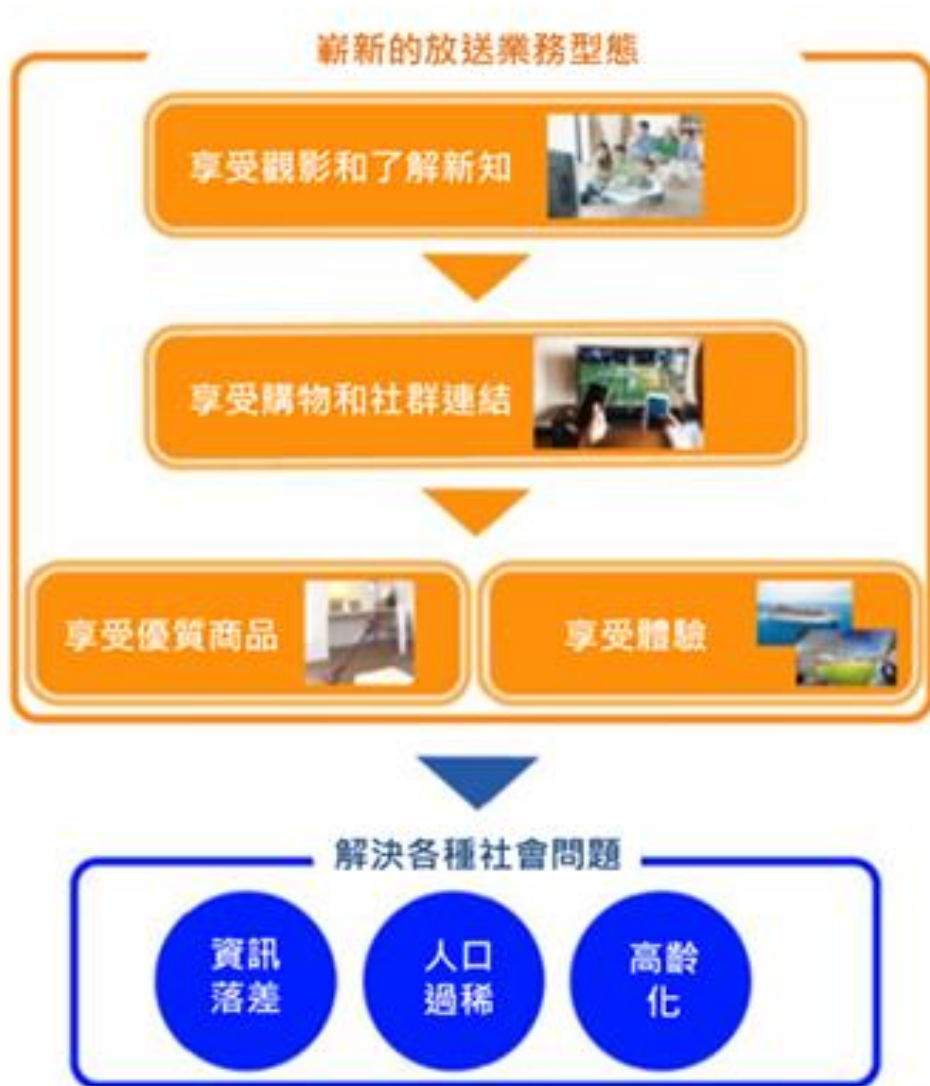 嶄新的放送業務型態
享受觀影和了解新知
享受購物和社群連結
享受優質商品
享受體驗
解決各種社會問題
資訊
落差
人口
過稀
高齡
化